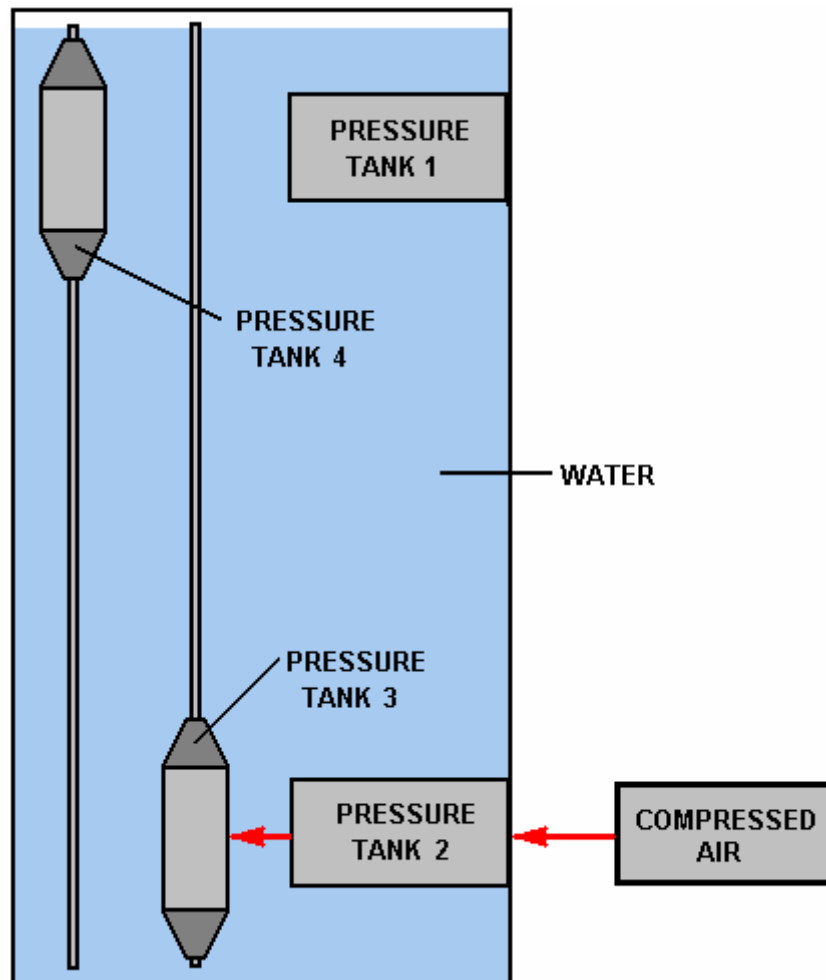 PRESSURE
TANK 1
PRESSURE
TANK 4
WATER
PRESSURE
TANK 3
PRESSURE
TANK 2
COMPRESSED
AIR